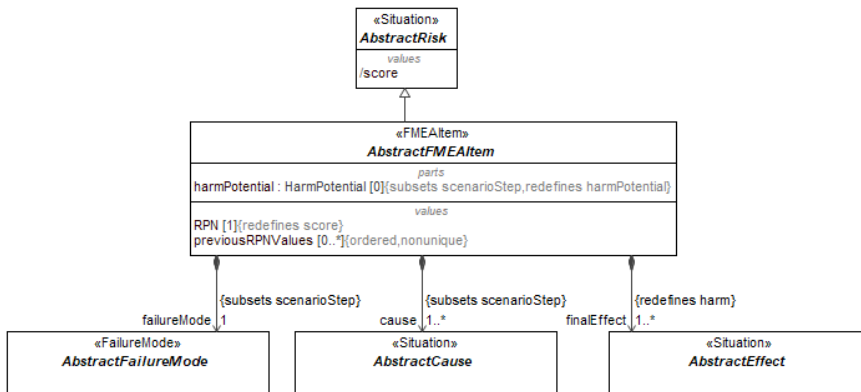 «Situation»
AbstractRisk
values
/score
«FMEAItem»
AbstractFMEAItem
parts
harmPotential : HarmPotential [0]{subsets scenarioStep,redefines harmPotential}
values
RPN [1]{redefines score}
previousRPNValues [0..*]{ordered,nonunique}
{subsets scenarioStep} {subsets scenarioStep} {redefines harm}
failureMode 1 cause 1..* finalEffect 1..*
«FailureMode» «Situation» «Situation»
AbstractFailureMode AbstractCause AbstractEffect